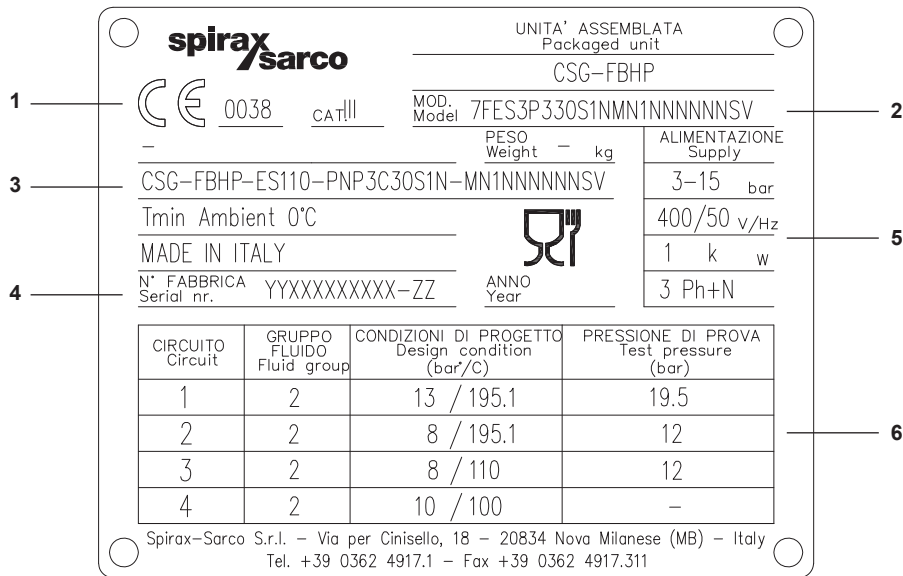 spirax sarco
UNITA' ASSEMBLATA
Packaged unit
CSG-FBHP
1
CE 0038 CAT. III
MOD. Model 7FES3P330S1NMN1NNNNNNSV
2
–
PESO Weight – kg
ALIMENTAZIONE
Supply
3
CSG-FBHP-ES110-PNP3C30S1N-MN1NNNNNNSV
3-15 bar
Tmin Ambient 0°C
400/50 V/Hz
5
MADE IN ITALY
1 k W
4
N° FABBRICA Serial nr. YYXXXXXXXXX-ZZ
ANNO Year
3 Ph+N
CIRCUITO Circuit
GRUPPO FLUIDO Fluid group
CONDIZIONI DI PROGETTO Design condition (bar/°C)
PRESSIONE DI PROVA Test pressure (bar)
1 2 13 / 195.1 19.5
2 2 8 / 195.1 12
6
3 2 8 / 110 12
4 2 10 / 100 –
Spirax-Sarco S.r.l. – Via per Cinisello, 18 – 20834 Nova Milanese (MB) – Italy
Tel. +39 0362 4917.1 – Fax +39 0362 4917.311